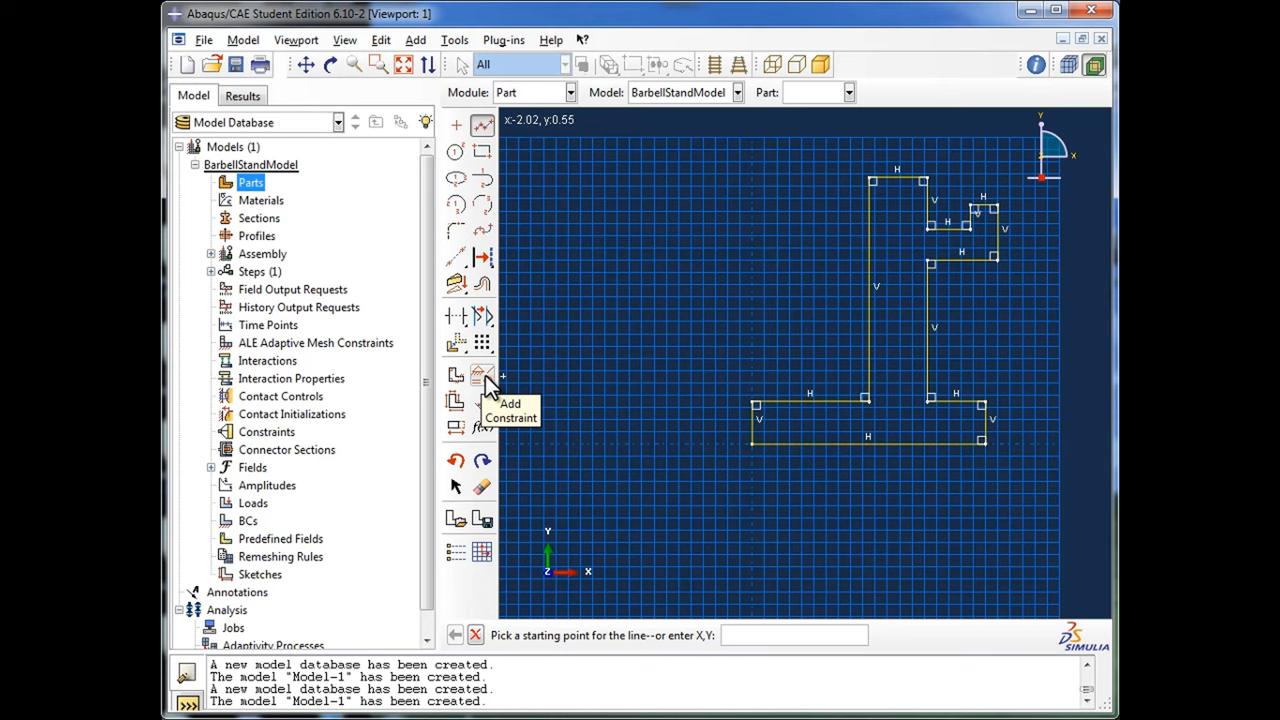 Abaqus/CAE Student Edition 6.10-2 [Viewport: 1]
File Model Viewport View Edit Add Tools Plug-ins Help
All
Model Results
Module: Part Model: BarbellStandModel Part:
Model Database
x:-2.02, y:0.55
Models (1)
BarbellStandModel
Parts
Materials
Sections
Profiles
Assembly
Steps (1)
Field Output Requests
History Output Requests
Time Points
ALE Adaptive Mesh Constraints
Interactions
Interaction Properties
Contact Controls
Contact Initializations
Constraints
Connector Sections
Fields
Amplitudes
Loads
BCs
Predefined Fields
Remeshing Rules
Sketches
Annotations
Analysis
Jobs
Adaptivity Processes
Add
Constraint
Y
X
H
V
H
H
V
V
H
V
V
H
H
V
V
H
Y
Z X
Pick a starting point for the line--or enter X,Y:
SIMULIA
A new model database has been created.
The model "Model-1" has been created.
A new model database has been created.
The model "Model-1" has been created.
>>>